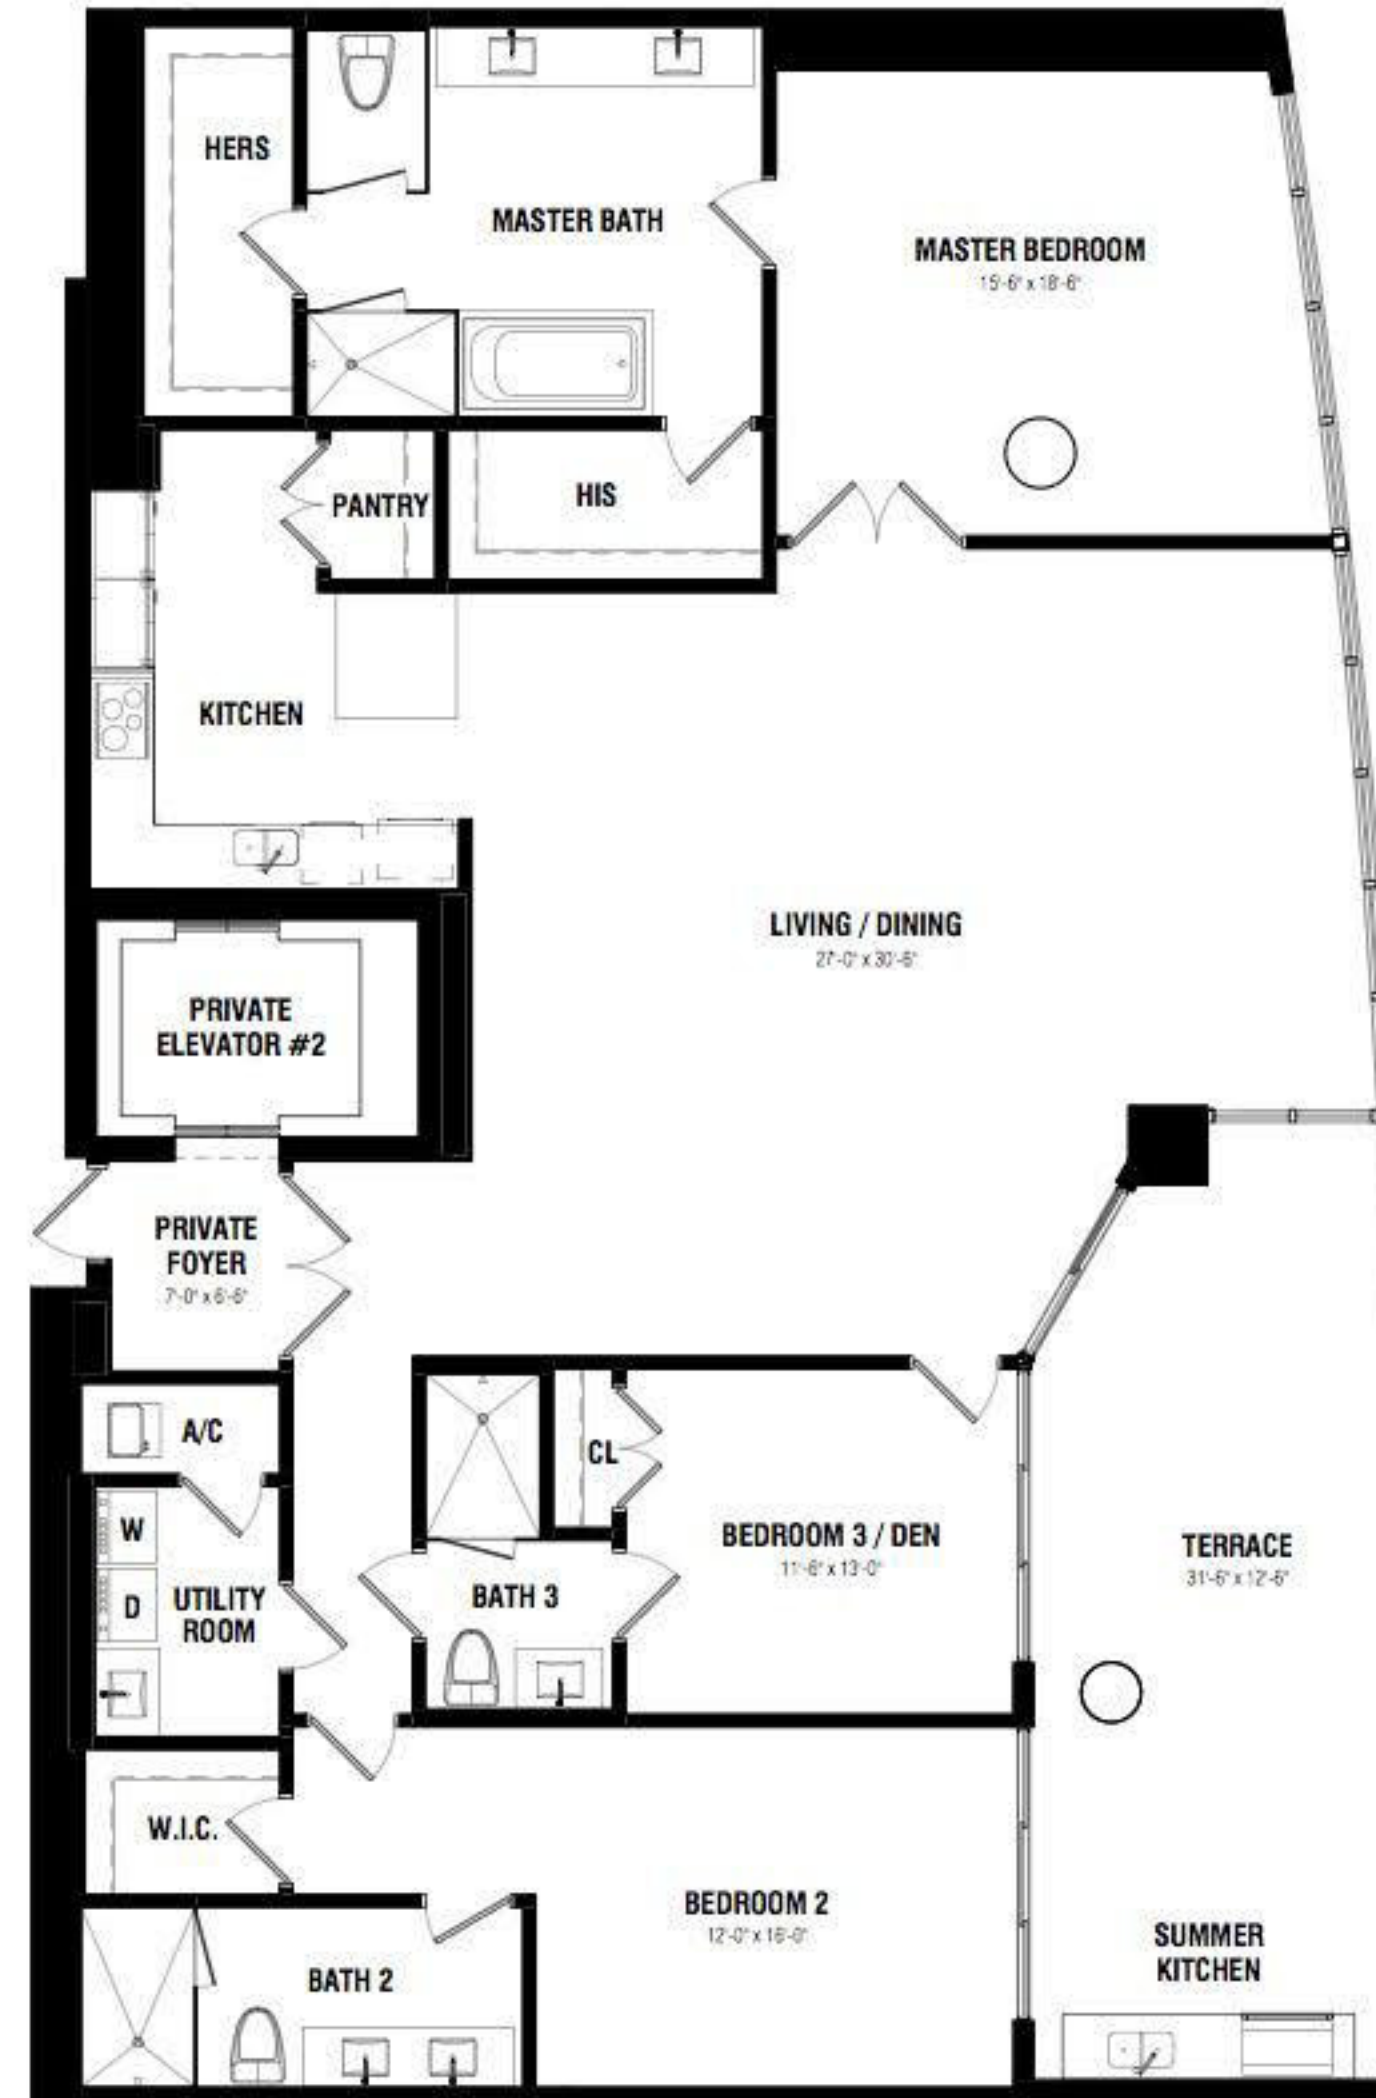 HERS
MASTER BATH
MASTER BEDROOM
15'-6" x 18'-6"
PANTRY
HIS
KITCHEN
LIVING / DINING
27'-0" x 30'-6"
PRIVATE
ELEVATOR #2
PRIVATE
FOYER
7'-0" x 6'-6"
A/C
CL
W
BEDROOM 3 / DEN
11'-6" x 13'-0"
TERRACE
31'-6" x 12'-6"
D
UTILITY
ROOM
BATH 3
W.I.C.
BEDROOM 2
12'-0" x 16'-0"
SUMMER
KITCHEN
BATH 2